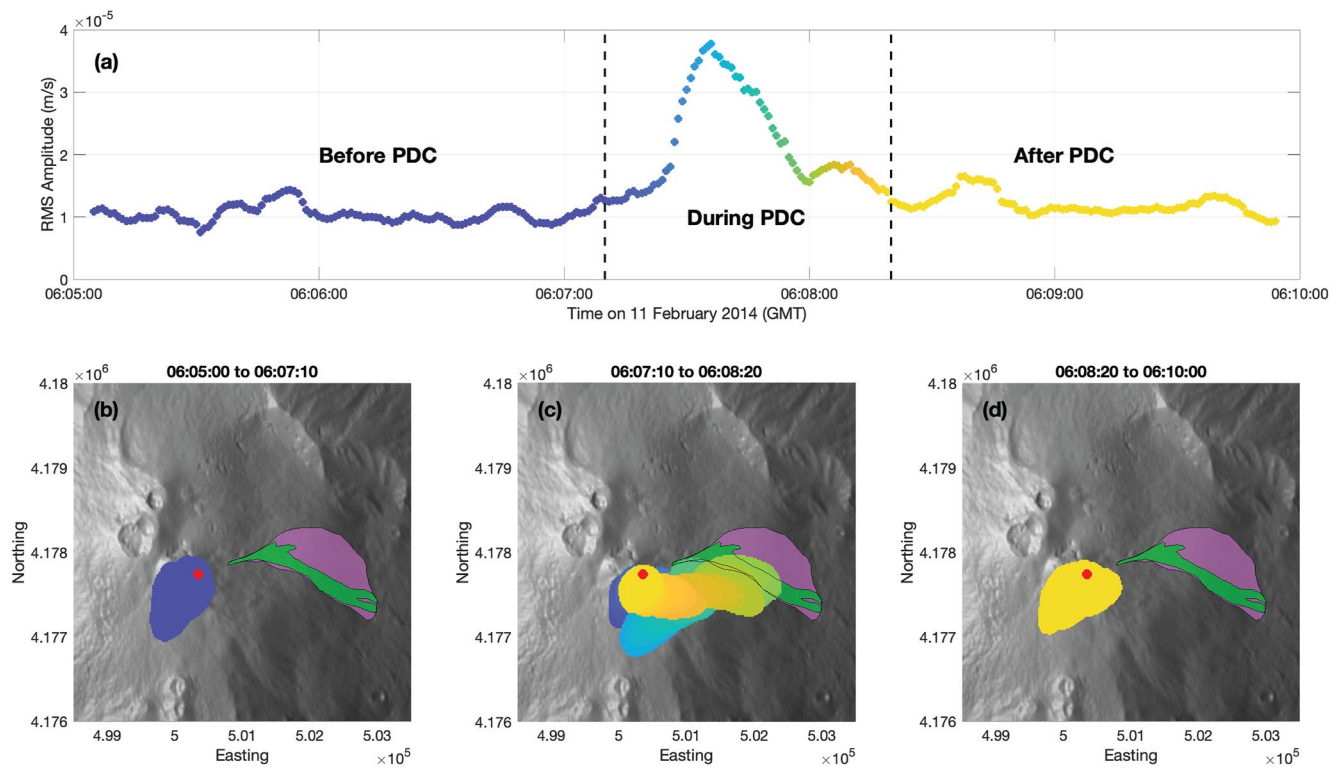 ×10⁻⁵
4
3
2
1
0
RMS Amplitude (m/s)
(a)
Before PDC
During PDC
After PDC
06:05:00 06:06:00 06:07:00 06:08:00 06:09:00 06:10:00
Time on 11 February 2014 (GMT)
×10⁶ 06:05:00 to 06:07:10
4.18
(b)
4.179
4.178
4.177
4.176
Northing
4.99 5 5.01 5.02 5.03
Easting
×10⁵
×10⁶ 06:07:10 to 06:08:20
4.18
(c)
4.179
4.178
4.177
4.176
Northing
4.99 5 5.01 5.02 5.03
Easting
×10⁵
×10⁶ 06:08:20 to 06:10:00
4.18
(d)
4.179
4.178
4.177
4.176
Northing
4.99 5 5.01 5.02 5.03
Easting
×10⁵